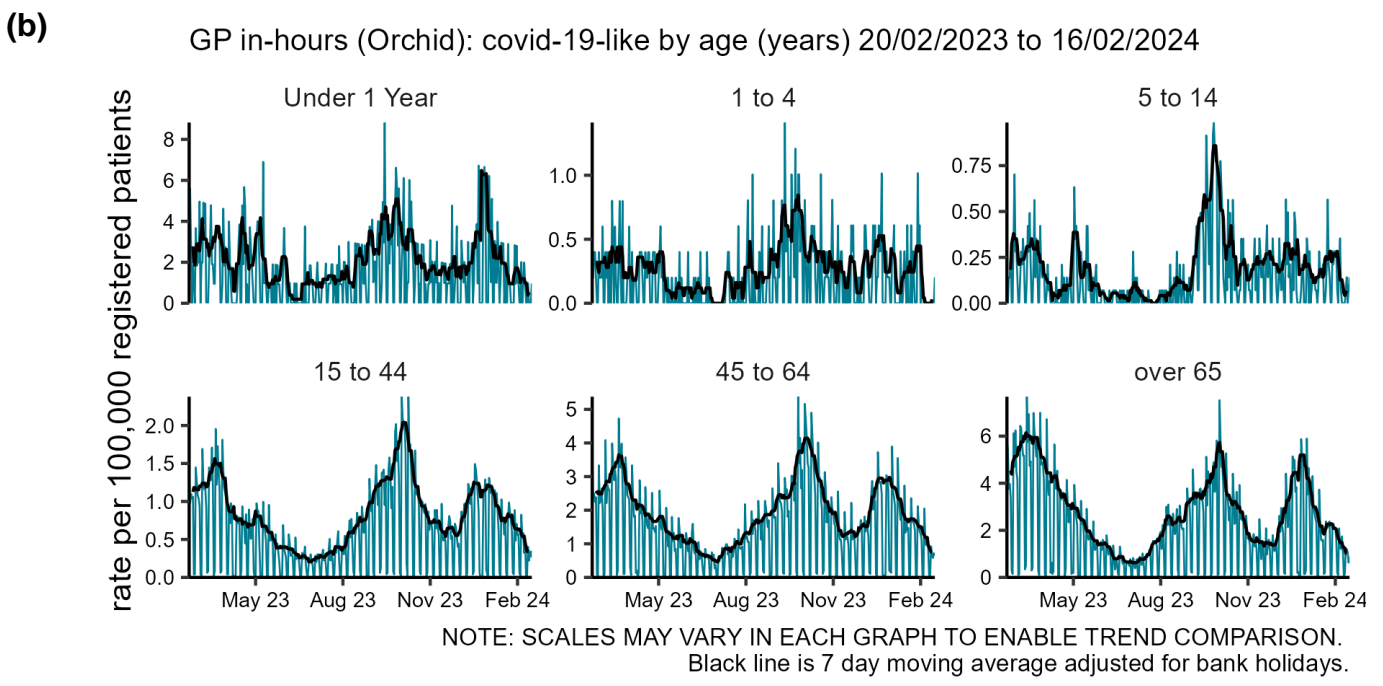 (b)
GP in-hours (Orchid): covid-19-like by age (years) 20/02/2023 to 16/02/2024
rate per 100,000 registered patients
Under 1 Year
8
6
4
2
0
1 to 4
1.0
0.5
0.0
5 to 14
0.75
0.50
0.25
0.00
15 to 44
2.0
1.5
1.0
0.5
0.0
May 23 Aug 23 Nov 23 Feb 24
45 to 64
5
4
3
2
1
0
May 23 Aug 23 Nov 23 Feb 24
over 65
6
4
2
0
May 23 Aug 23 Nov 23 Feb 24
NOTE: SCALES MAY VARY IN EACH GRAPH TO ENABLE TREND COMPARISON.
Black line is 7 day moving average adjusted for bank holidays.